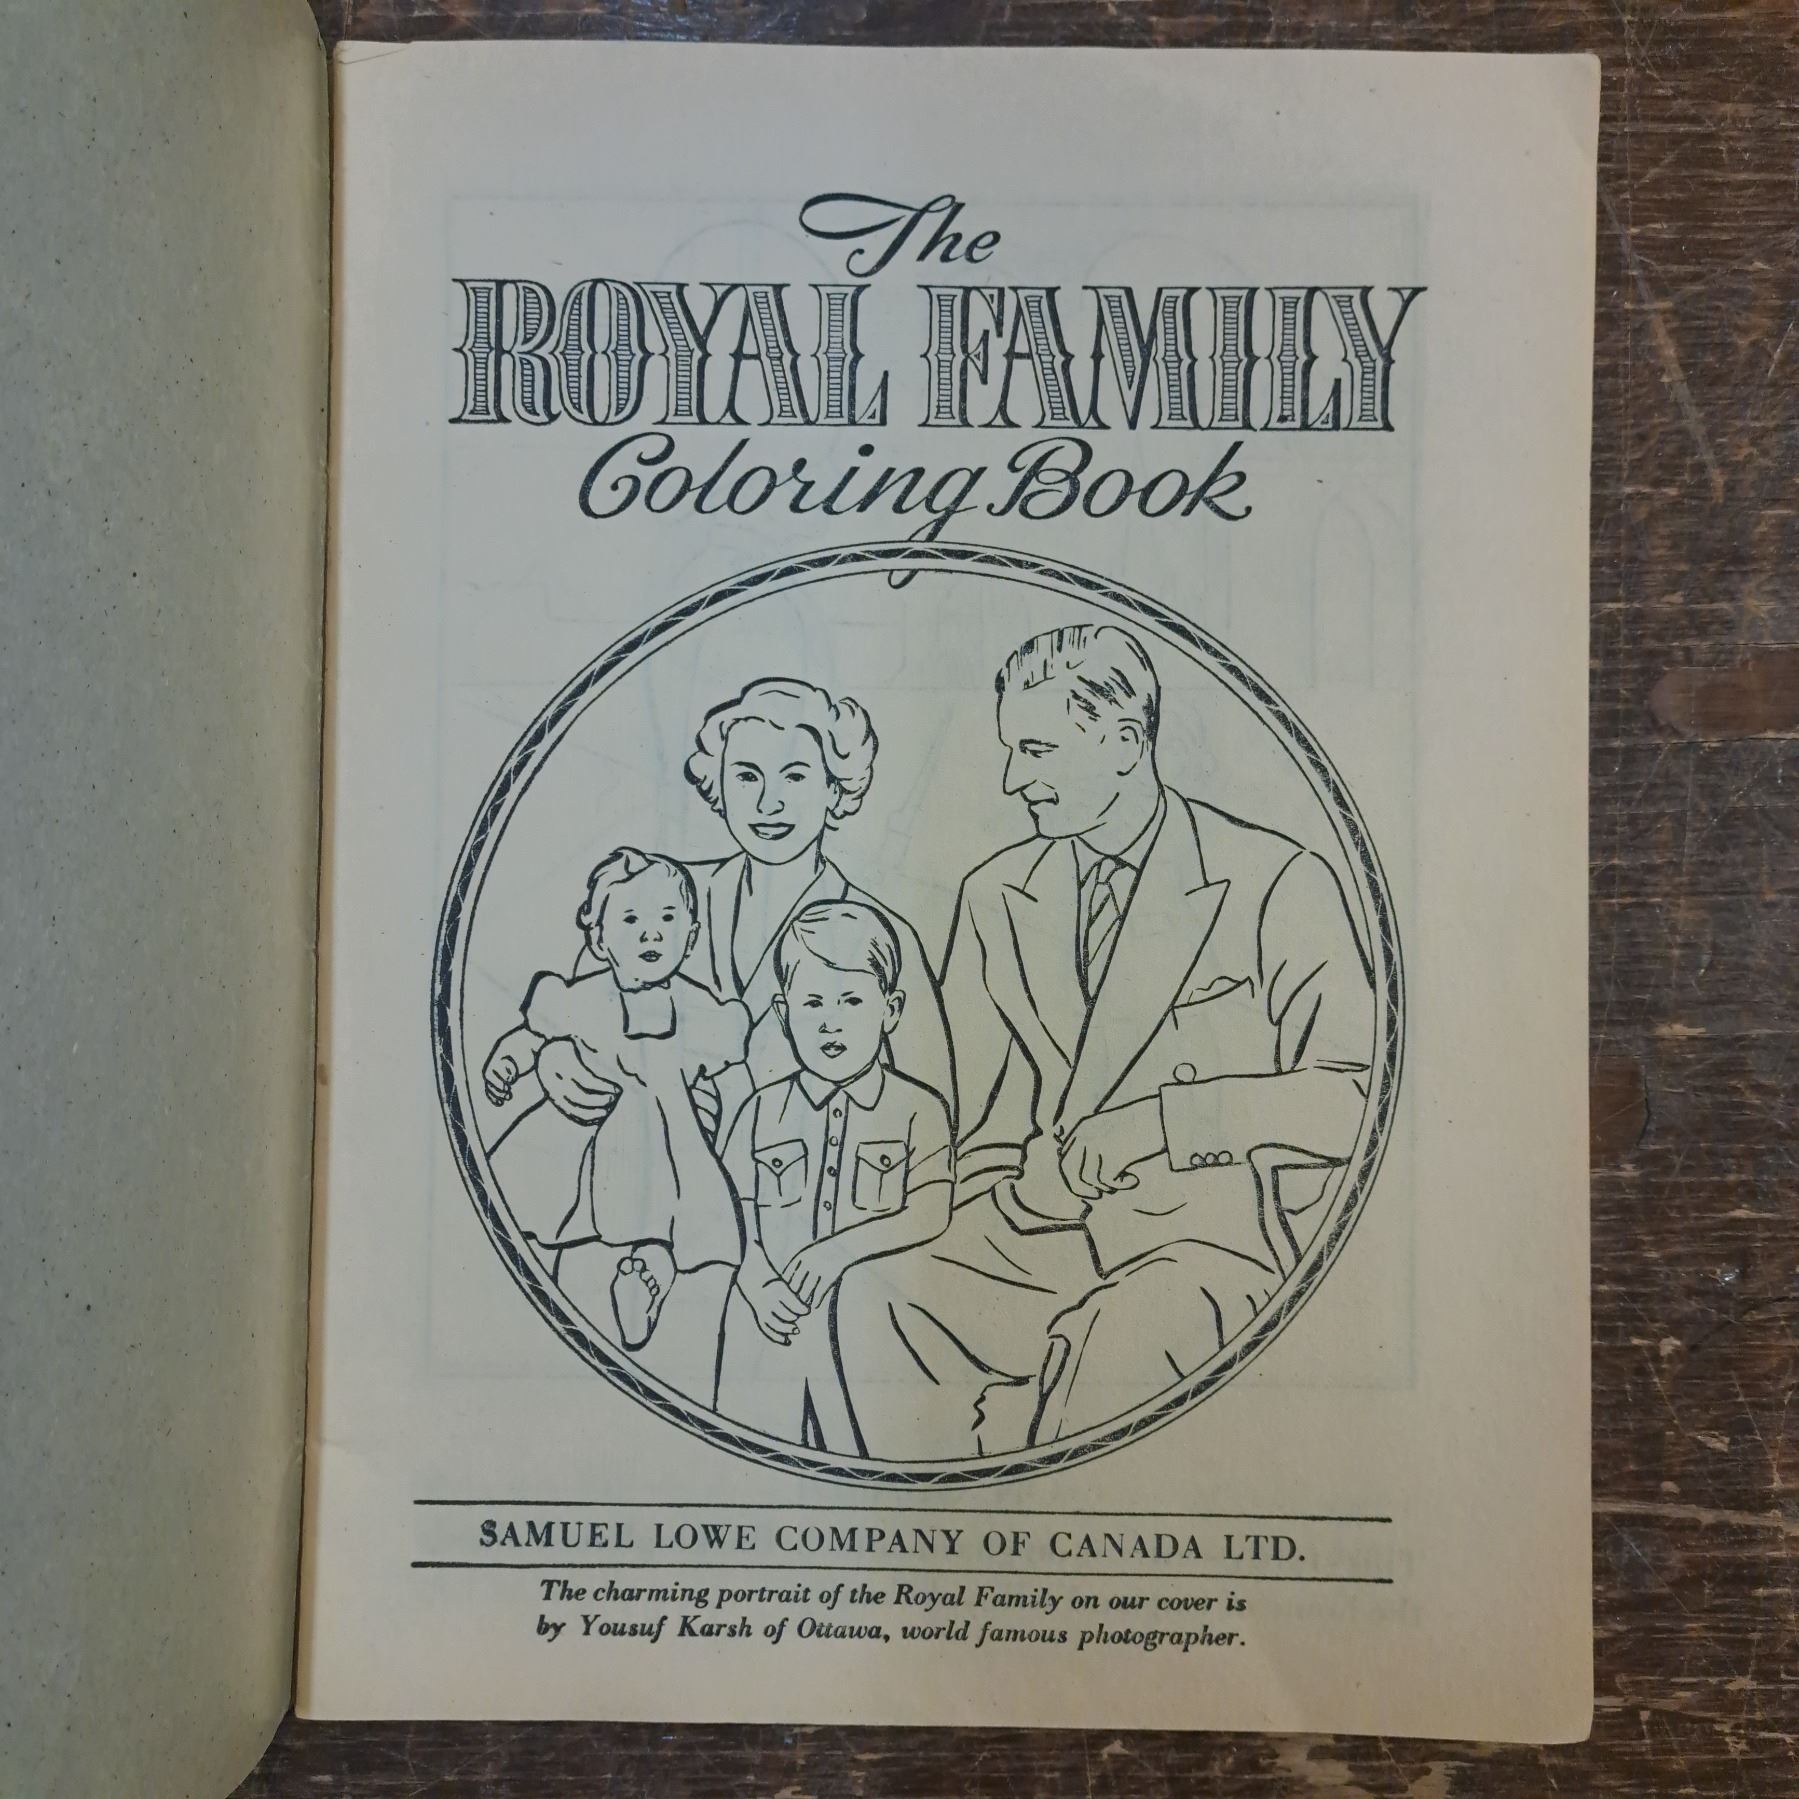 The
ROYAL FAMILY
Coloring Book
SAMUEL LOWE COMPANY OF CANADA LTD.
The charming portrait of the Royal Family on our cover is
by Yousuf Karsh of Ottawa, world famous photographer.